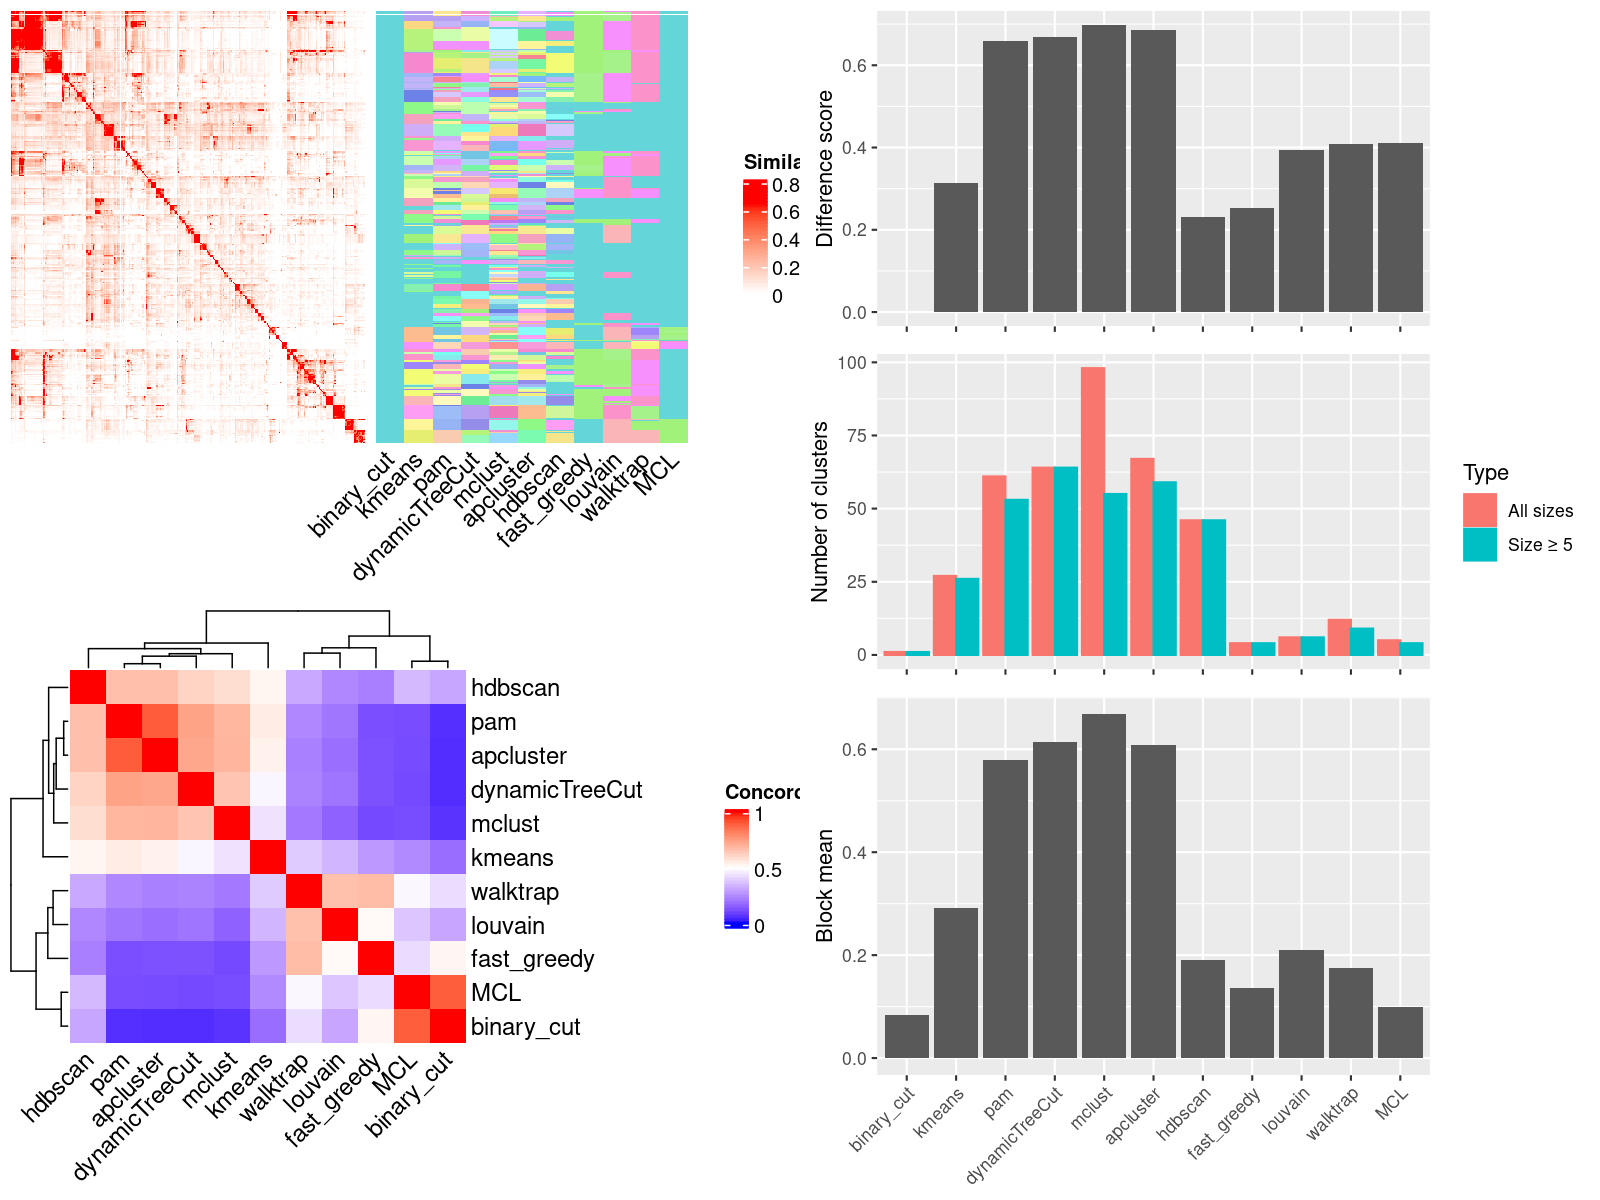 Simila
0.8
0.6
0.4
0.2
0
binary_cut
kmeans
pam
dynamicTreeCut
mclust
apcluster
hdbscan
fast_greedy
louvain
walktrap
MCL
Difference score
0.6
0.4
0.2
0.0
Number of clusters
100
75
50
25
0
Type
All sizes
Size ≥ 5
hdbscan
pam
apcluster
dynamicTreeCut
mclust
kmeans
walktrap
louvain
fast_greedy
MCL
binary_cut
hdbscan
pam
apcluster
dynamicTreeCut
mclust
kmeans
walktrap
louvain
fast_greedy
MCL
binary_cut
Concord
1
0.5
0
Block mean
0.6
0.4
0.2
0.0
binary_cut
kmeans
pam
dynamicTreeCut
mclust
apcluster
hdbscan
fast_greedy
louvain
walktrap
MCL